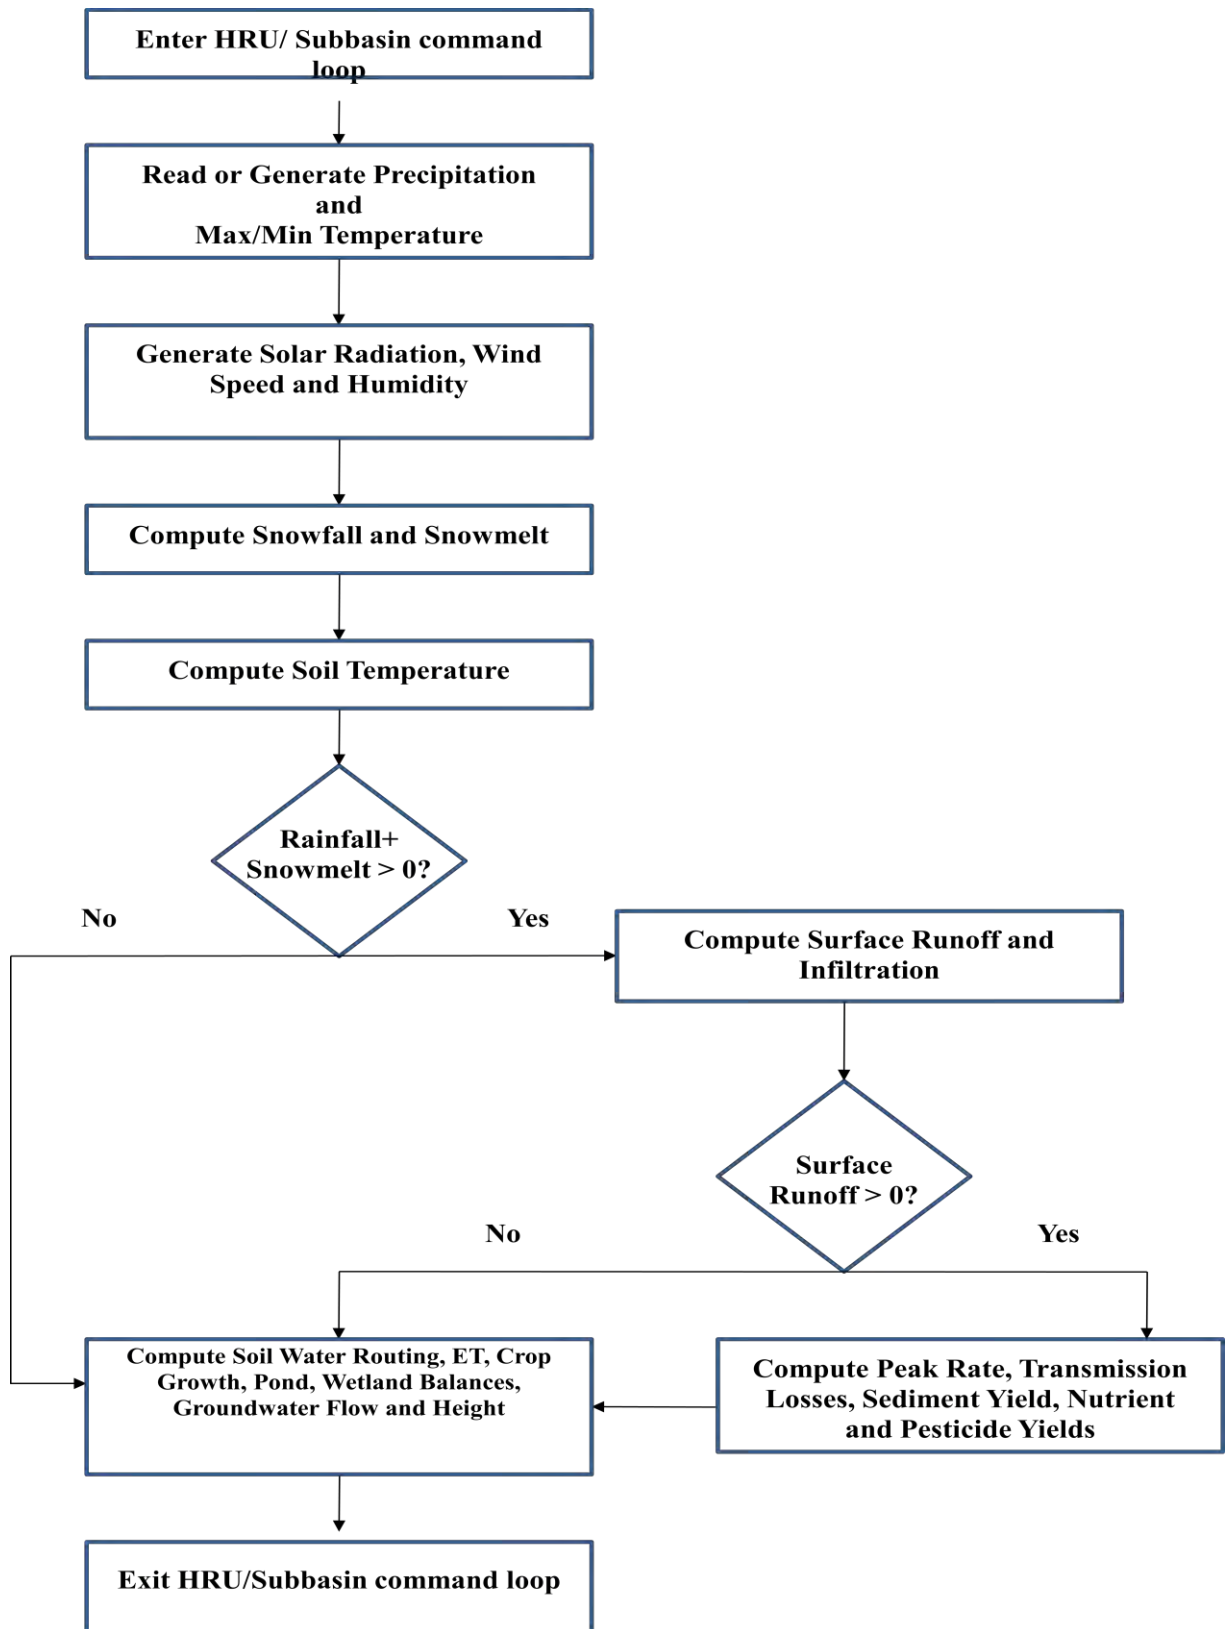 Enter HRU/ Subbasin command
loop
Read or Generate Precipitation
and
Max/Min Temperature
Generate Solar Radiation, Wind
Speed and Humidity
Compute Snowfall and Snowmelt
Compute Soil Temperature
Rainfall+
Snowmelt > 0?
No
Yes
Compute Surface Runoff and
Infiltration
Surface
Runoff > 0?
No
Yes
Compute Soil Water Routing, ET, Crop
Growth, Pond, Wetland Balances,
Groundwater Flow and Height
Compute Peak Rate, Transmission
Losses, Sediment Yield, Nutrient
and Pesticide Yields
Exit HRU/Subbasin command loop